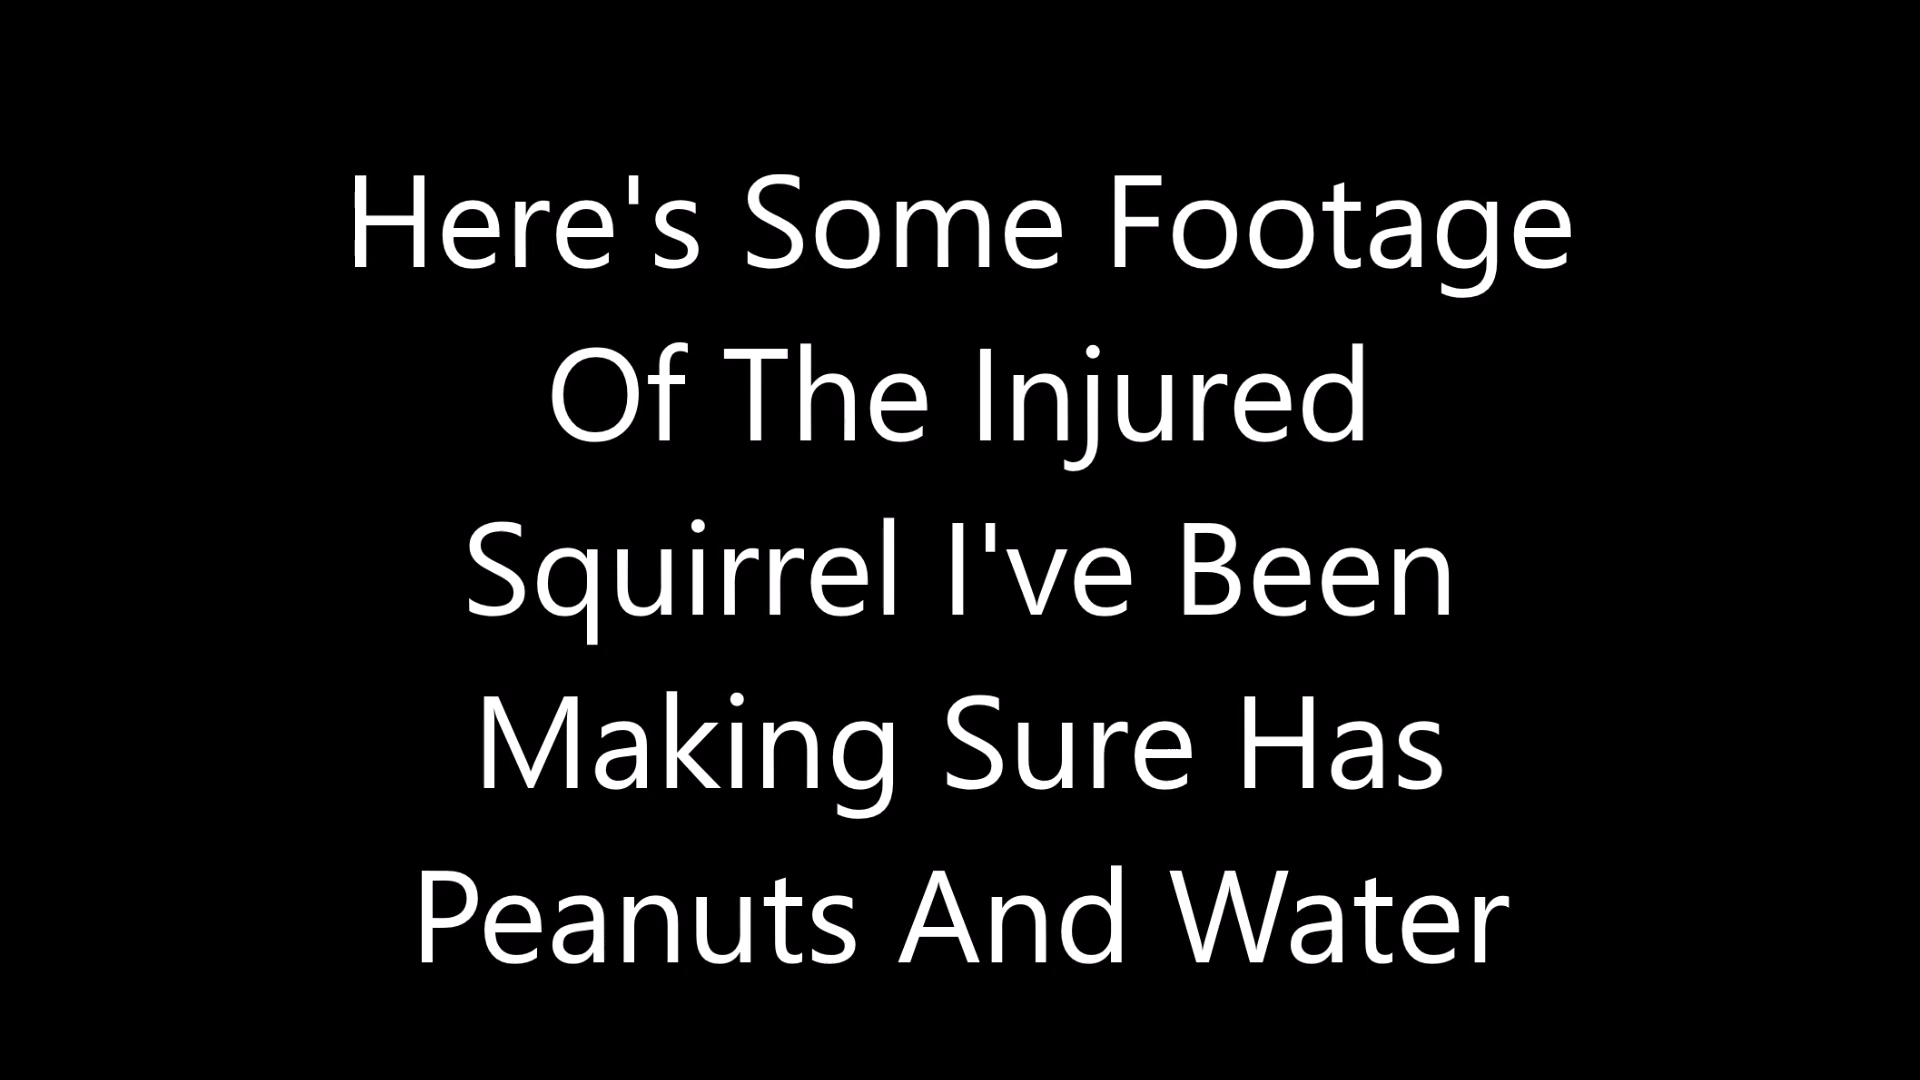 Here's Some Footage
Of The Injured
Squirrel I've Been
Making Sure Has
Peanuts And Water